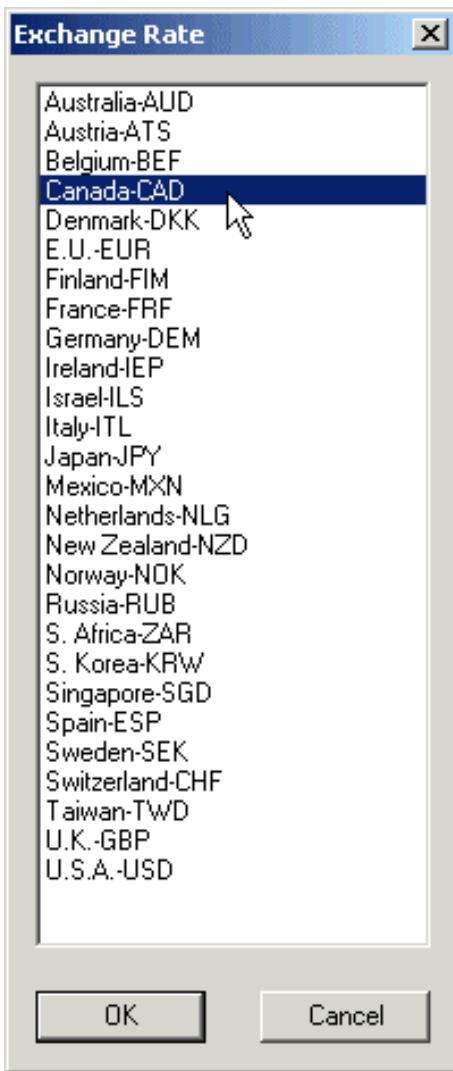 Exchange Rate
Australia-AUD
Austria-ATS
Belgium-BEF
Canada-CAD
Denmark-DKK
E.U.-EUR
Finland-FIM
France-FRF
Germany-DEM
Ireland-IEP
Israel-ILS
Italy-ITL
Japan-JPY
Mexico-MXN
Netherlands-NLG
New Zealand-NZD
Norway-NOK
Russia-RUB
S. Africa-ZAR
S. Korea-KRW
Singapore-SGD
Spain-ESP
Sweden-SEK
Switzerland-CHF
Taiwan-TWD
U.K.-GBP
U.S.A.-USD
OK Cancel